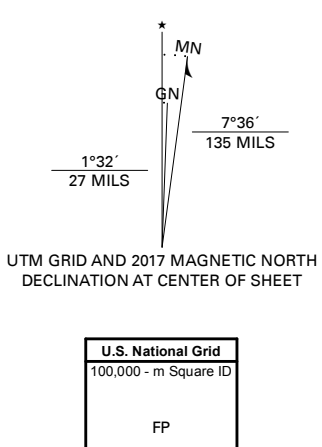 ★
MN
GN
7°36´
135 MILS
1°32´
27 MILS
UTM GRID AND 2017 MAGNETIC NORTH
DECLINATION AT CENTER OF SHEET
U.S. National Grid
100,000 - m Square ID
FP